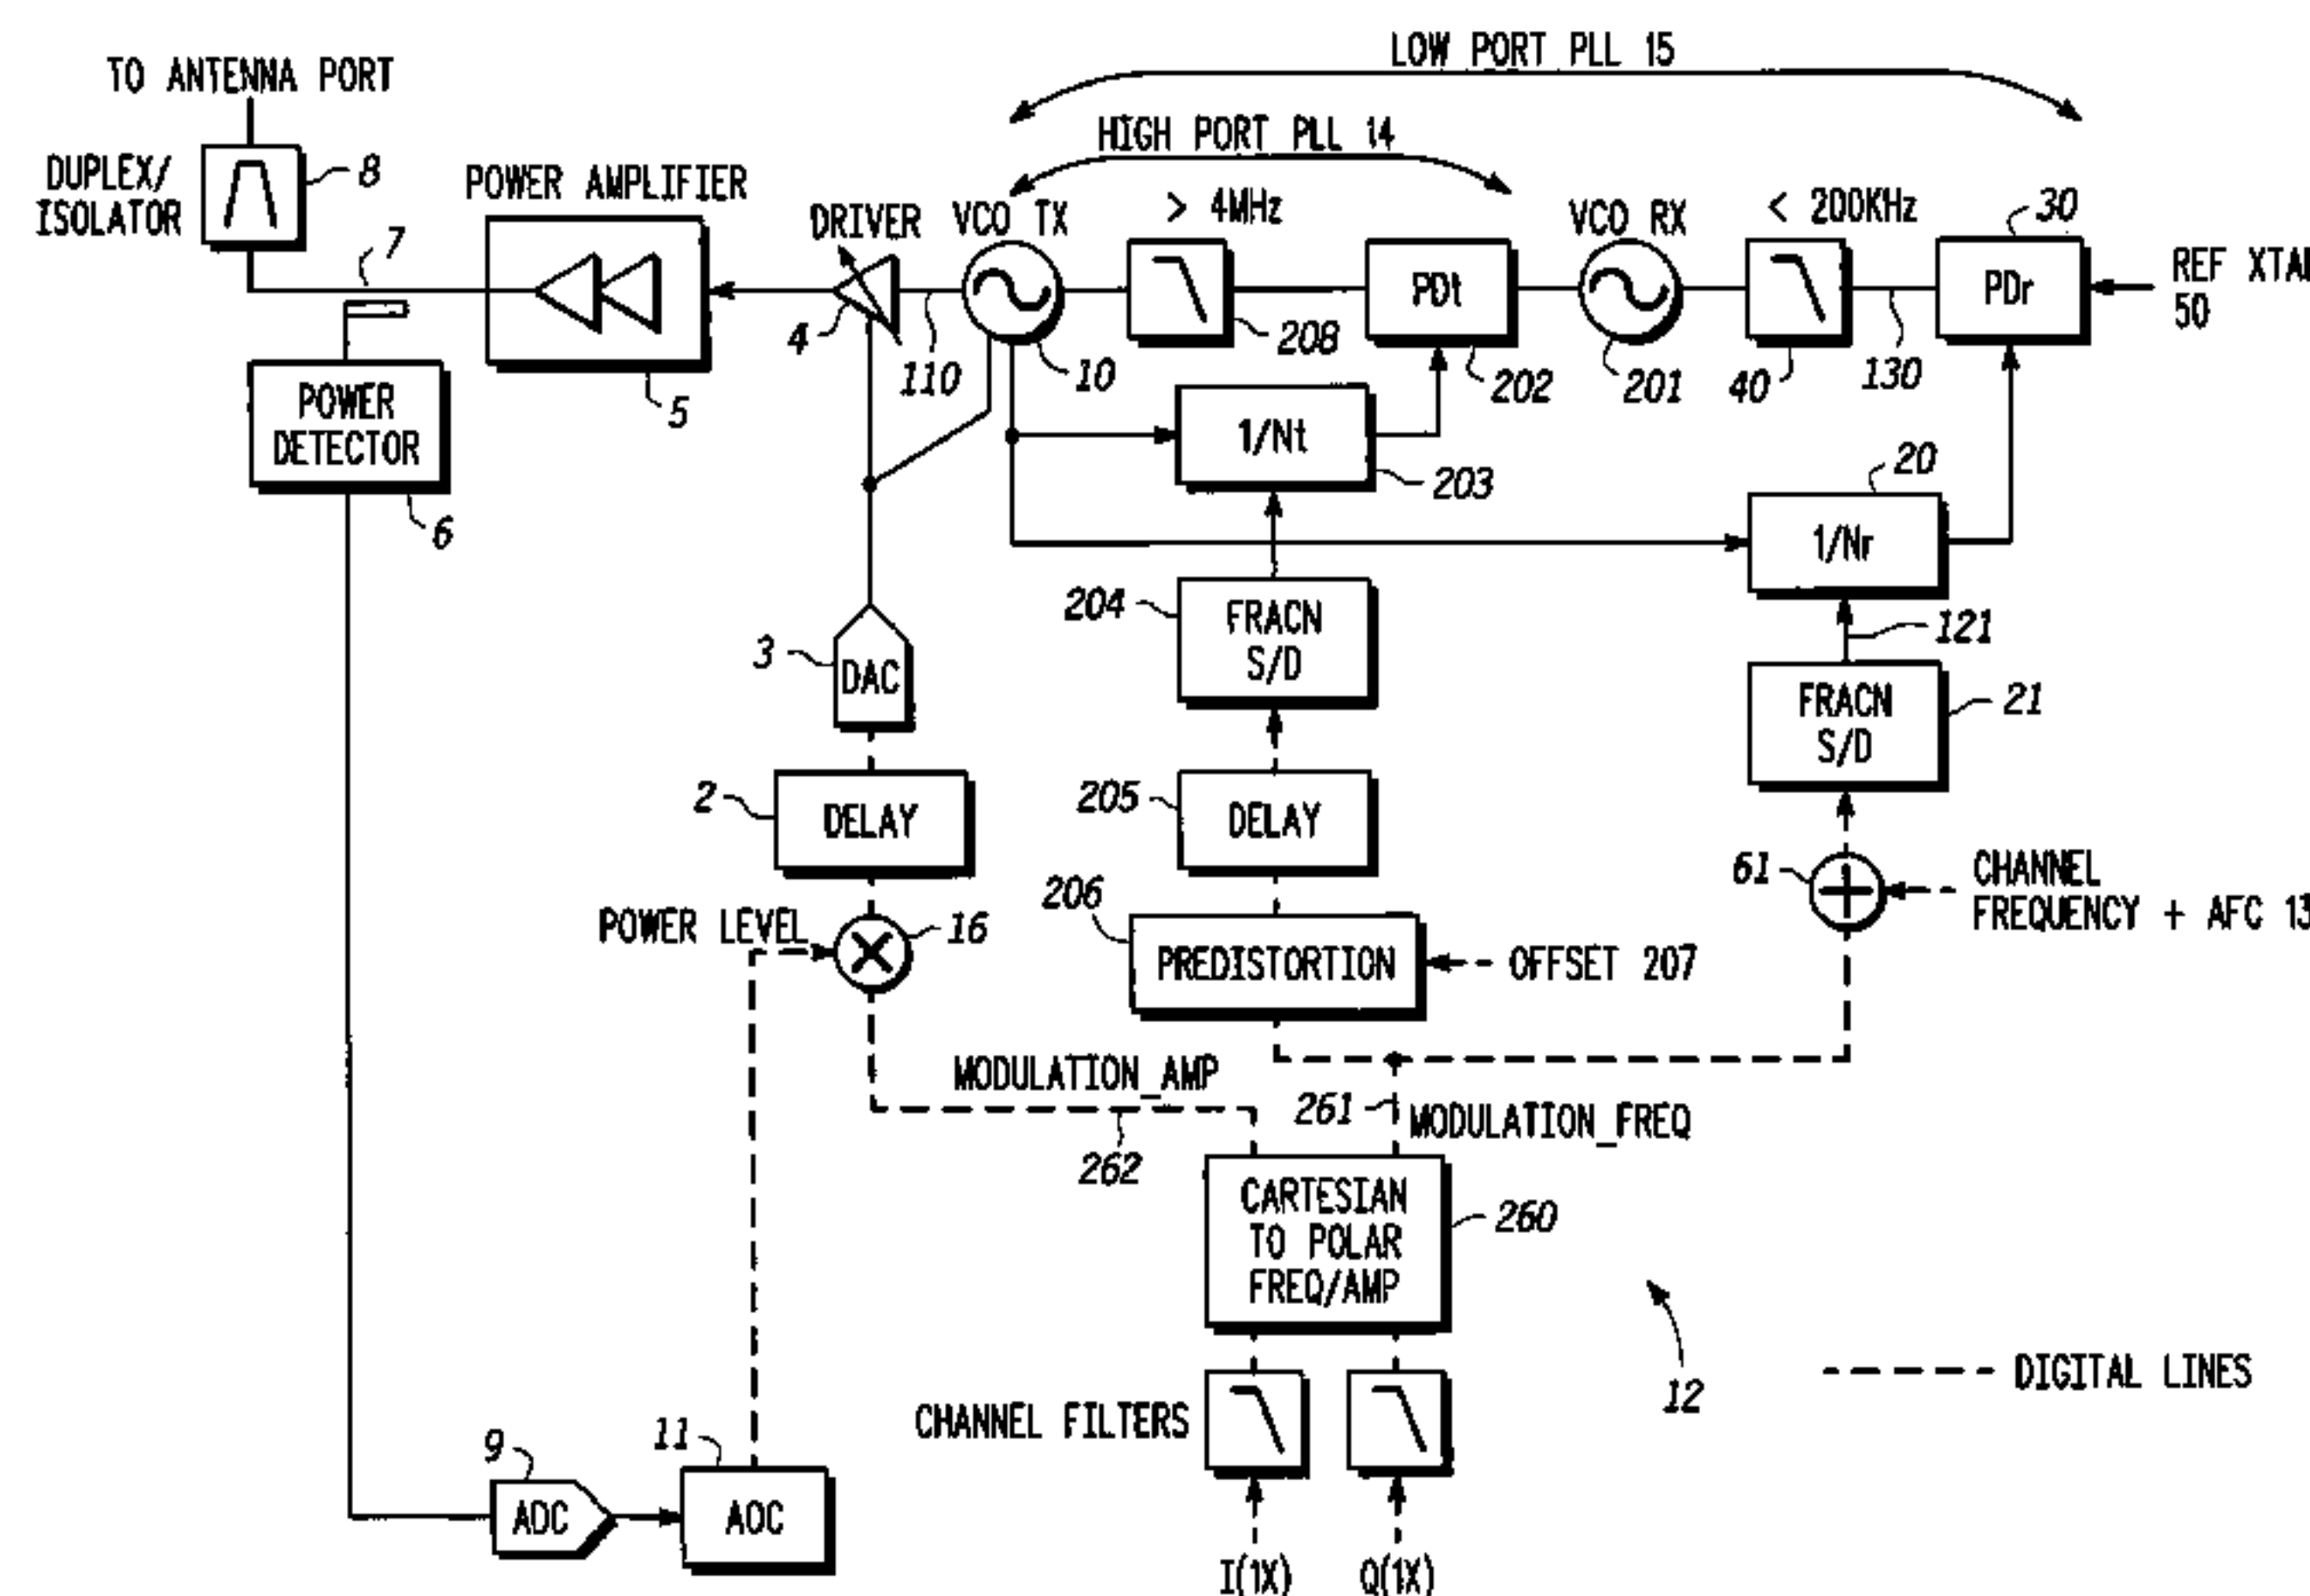 LOW PORT PLL 15
TO ANTENNA PORT
HIGH PORT PLL 14
DUPLEX/
ISOLATOR
8
POWER AMPLIFIER
DRIVER
VCO TX
> 4MHz
VCO RX
< 200KHz
30
7
PDt
PDr
REF XTAL
50
4
110
10
208
202
201
40
130
POWER
DETECTOR
5
1/Nt
203
20
6
1/Nr
204
FRACN
S/D
121
3
DAC
FRACN
S/D
21
2
DELAY
205
DELAY
206
61
CHANNEL
FREQUENCY + AFC 13
POWER LEVEL
16
PREDISTORTION
OFFSET 207
MODULATION_AMP
261
MODULATION_FREQ
262
CARTESIAN
TO POLAR
FREQ/AMP
260
12
DIGITAL LINES
CHANNEL FILTERS
9
11
ADC
AOC
I(1X)
Q(1X)